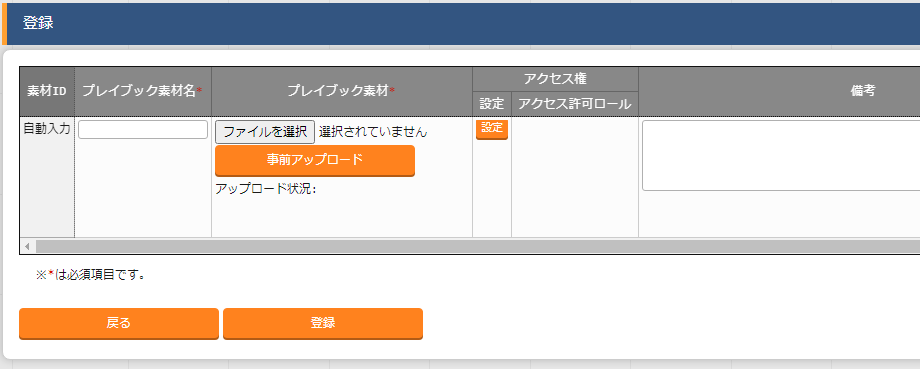 登録
素材ID プレイブック素材名* プレイブック素材* アクセス権 備考
設定 アクセス許可ロール
自動入力 ファイルを選択 選択されていません 設定
事前アップロード
アップロード状況:
※*は必須項目です。
戻る 登録